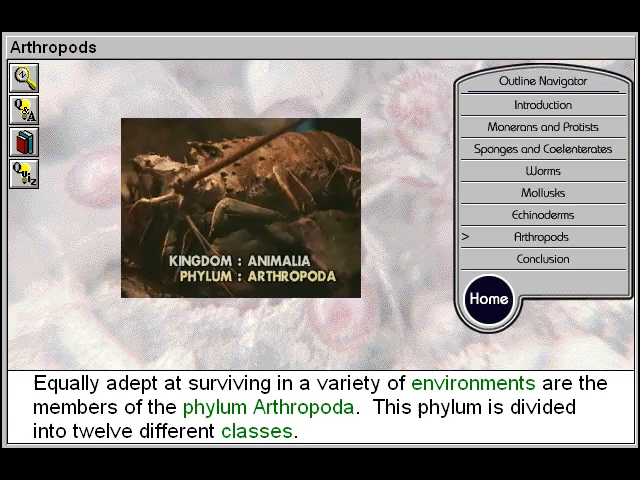 Arthropods
Q&A
Quiz
KINGDOM : ANIMALIA
PHYLUM : ARTHROPODA
Outline Navigator
Introduction
Monerans and Protists
Sponges and Coelenterates
Worms
Mollusks
Echinoderms
> Arthropods
Conclusion
Home
Equally adept at surviving in a variety of environments are the
members of the phylum Arthropoda. This phylum is divided
into twelve different classes.